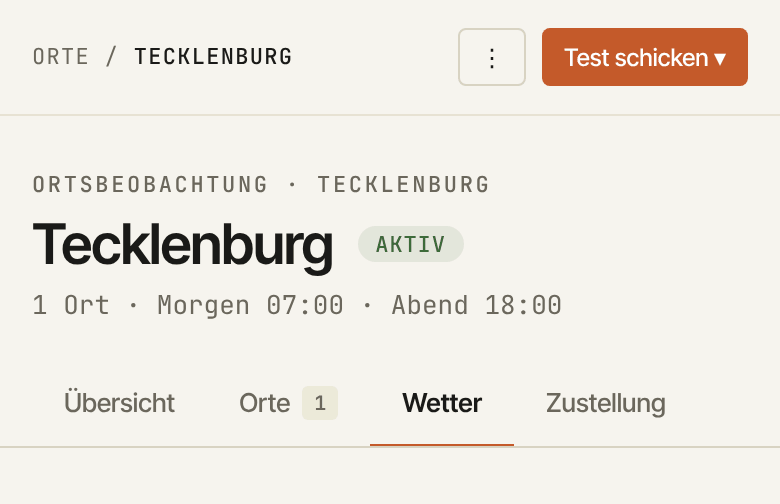 ORTE / TECKLENBURG
⋮
Test schicken ▾
ORTSBEOBACHTUNG · TECKLENBURG
Tecklenburg AKTIV
1 Ort · Morgen 07:00 · Abend 18:00
Übersicht Orte 1 Wetter Zustellung